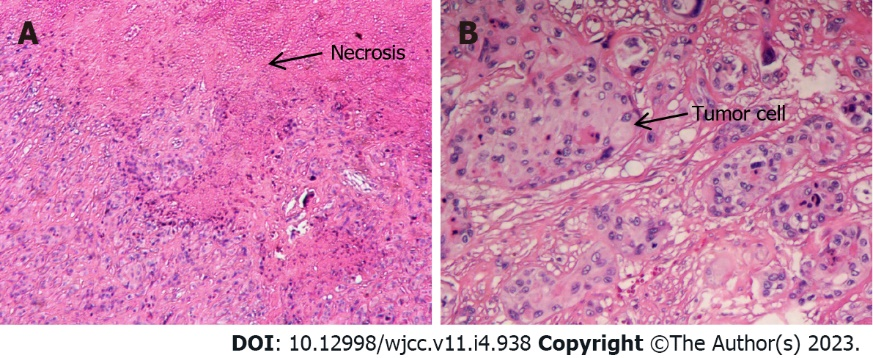 A
Necrosis
B
Tumor cell
DOI: 10.12998/wjcc.v11.i4.938 Copyright ©The Author(s) 2023.